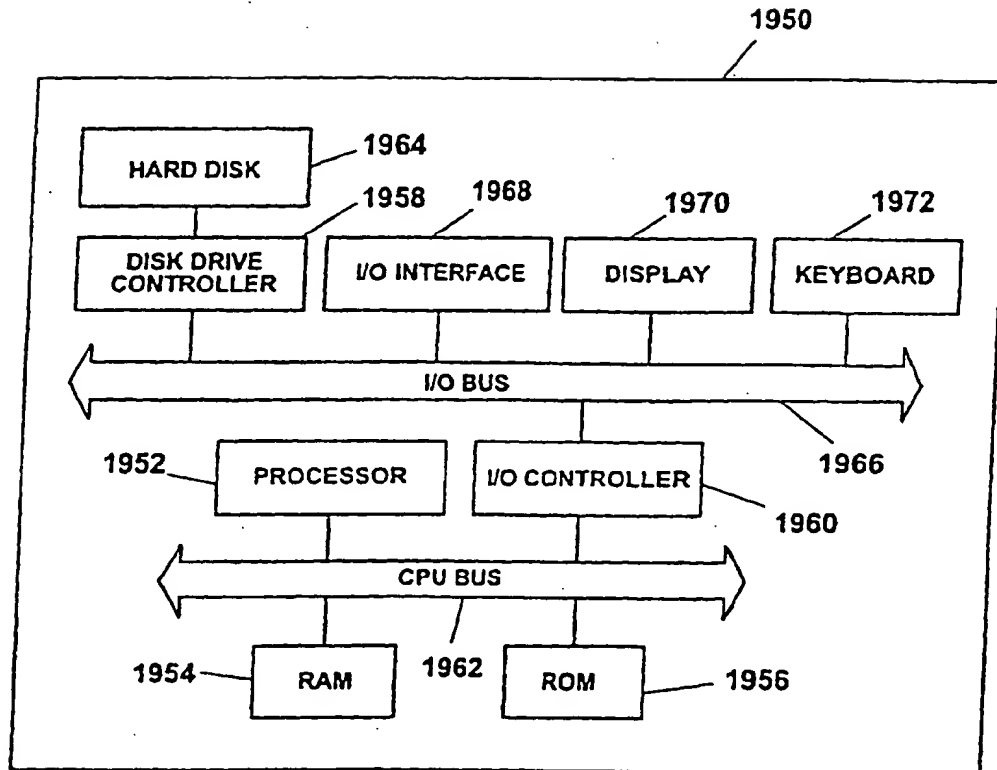 1950
HARD DISK
1964
1958
1968
1970
1972
DISK DRIVE
CONTROLLER
I/O INTERFACE
DISPLAY
KEYBOARD
I/O BUS
1966
1952
PROCESSOR
I/O CONTROLLER
1960
CPU BUS
1962
1954
RAM
ROM
1956